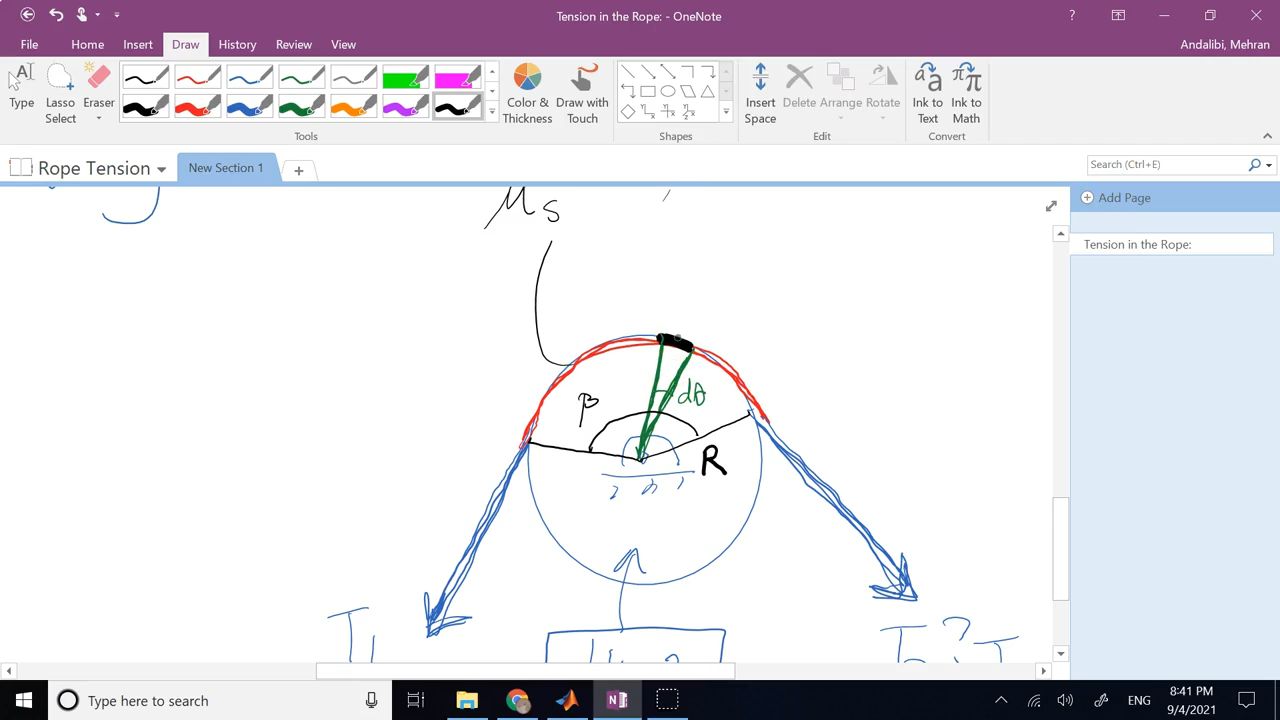 Tension in the Rope: - OneNote
?
File Home Insert Draw History Review View
Andalibi, Mehran
Type
Lasso Select
Eraser
Color & Thickness
Draw with Touch
Insert Space
Delete
Arrange
Rotate
Ink to Text
Ink to Math
Tools
Shapes
Edit
Convert
Rope Tension
New Section 1
+
Search (Ctrl+E)
Add Page
Tension in the Rope:
μs
β
dθ
R
T1
Type here to search
ENG
8:41 PM
9/4/2021